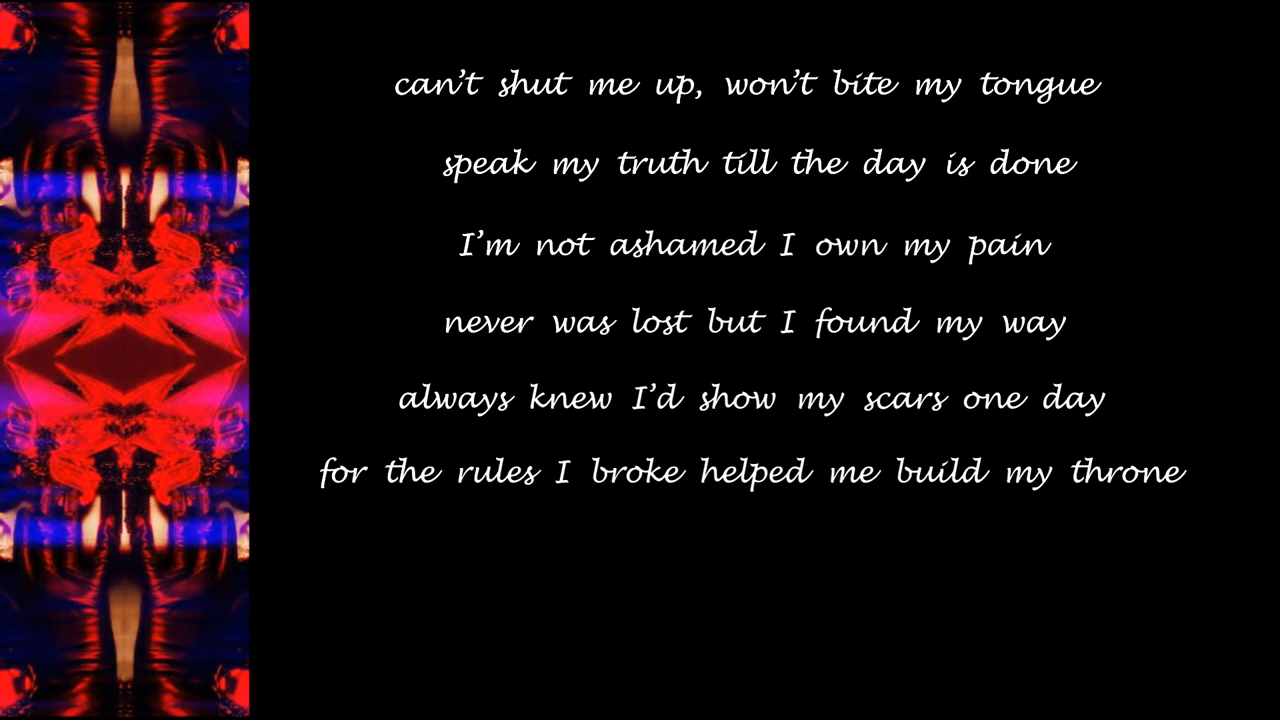 can't shut me up, won't bite my tongue
speak my truth till the day is done
I'm not ashamed I own my pain
never was lost but I found my way
always knew I'd show my scars one day
for the rules I broke helped me build my throne